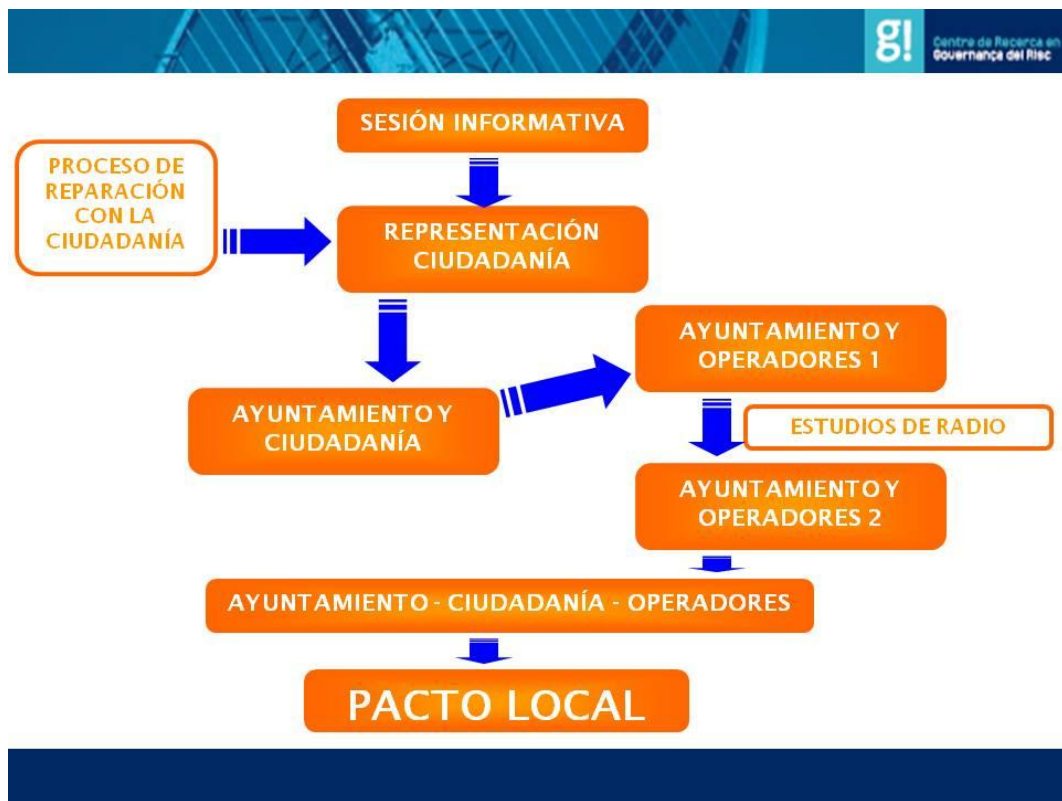 g!
Centre de Recerca en
Governança del Risc
SESIÓN INFORMATIVA
PROCESO DE
REPARACIÓN
CON LA
CIUDADANÍA
REPRESENTACIÓN
CIUDADANÍA
AYUNTAMIENTO Y
OPERADORES 1
AYUNTAMIENTO Y
CIUDADANÍA
ESTUDIOS DE RADIO
AYUNTAMIENTO Y
OPERADORES 2
AYUNTAMIENTO - CIUDADANÍA - OPERADORES
PACTO LOCAL